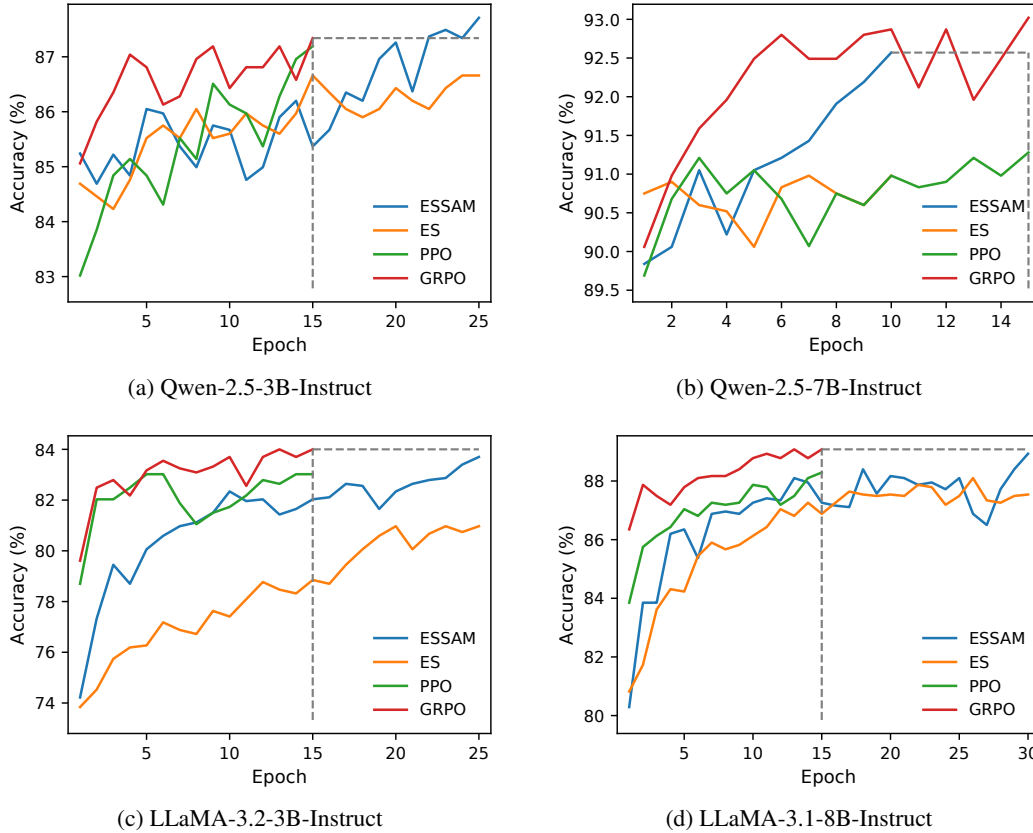 87
86
85
84
83
Accuracy (%)
5
10
15
20
25
Epoch
ESSAM
ES
PPO
GRPO
(a) Qwen-2.5-3B-Instruct
93.0
92.5
92.0
91.5
91.0
90.5
90.0
89.5
Accuracy (%)
2
4
6
8
10
12
14
Epoch
ESSAM
ES
PPO
GRPO
(b) Qwen-2.5-7B-Instruct
84
82
80
78
76
74
Accuracy (%)
5
10
15
20
25
Epoch
ESSAM
ES
PPO
GRPO
(c) LLaMA-3.2-3B-Instruct
88
86
84
82
80
Accuracy (%)
5
10
15
20
25
30
Epoch
ESSAM
ES
PPO
GRPO
(d) LLaMA-3.1-8B-Instruct